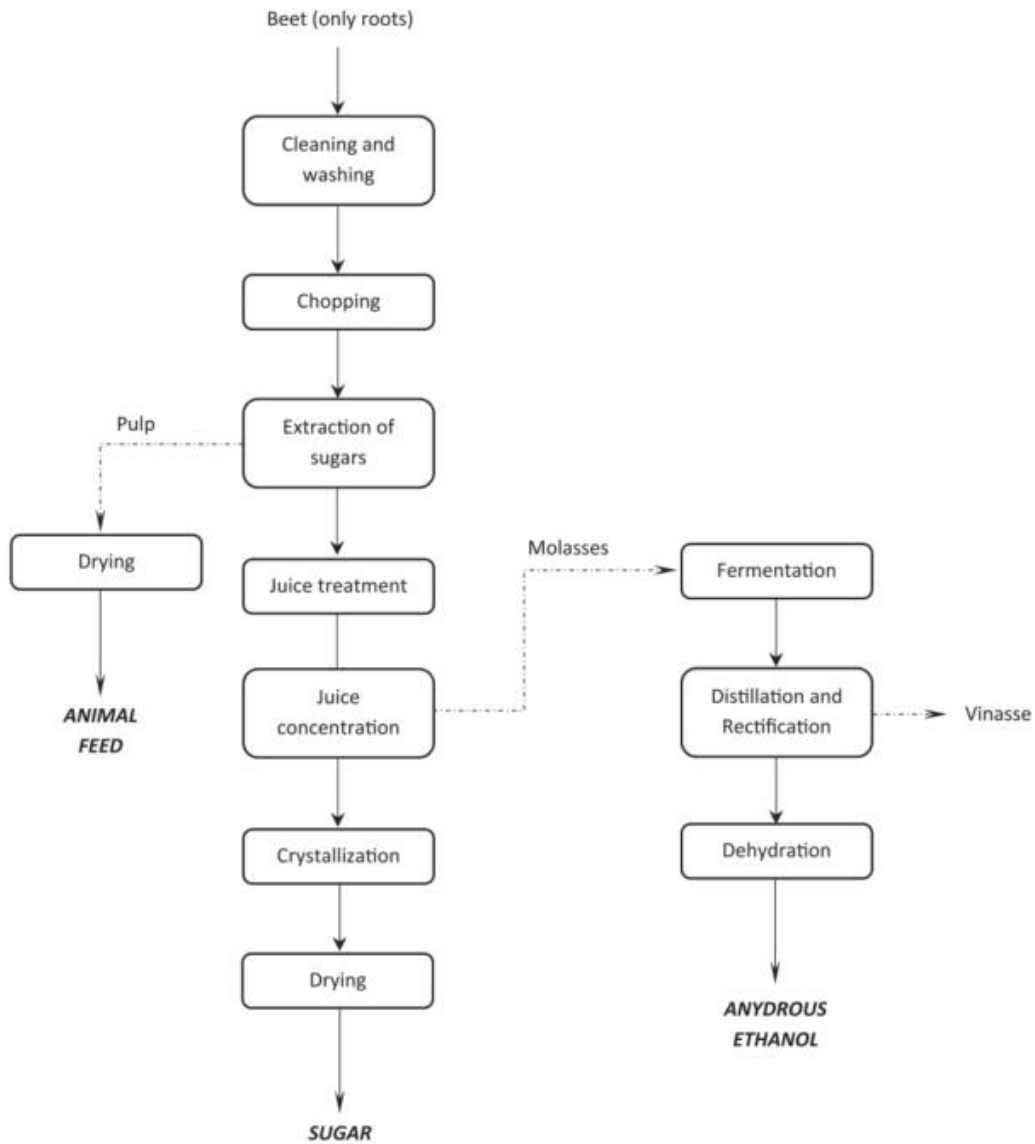 Beet (only roots)
Cleaning and
washing
Chopping
Extraction of
sugars
Pulp
Drying
ANIMAL
FEED
Juice treatment
Juice
concentration
Molasses
Fermentation
Distillation and
Rectification
Vinasse
Dehydration
ANYDROUS
ETHANOL
Crystallization
Drying
SUGAR